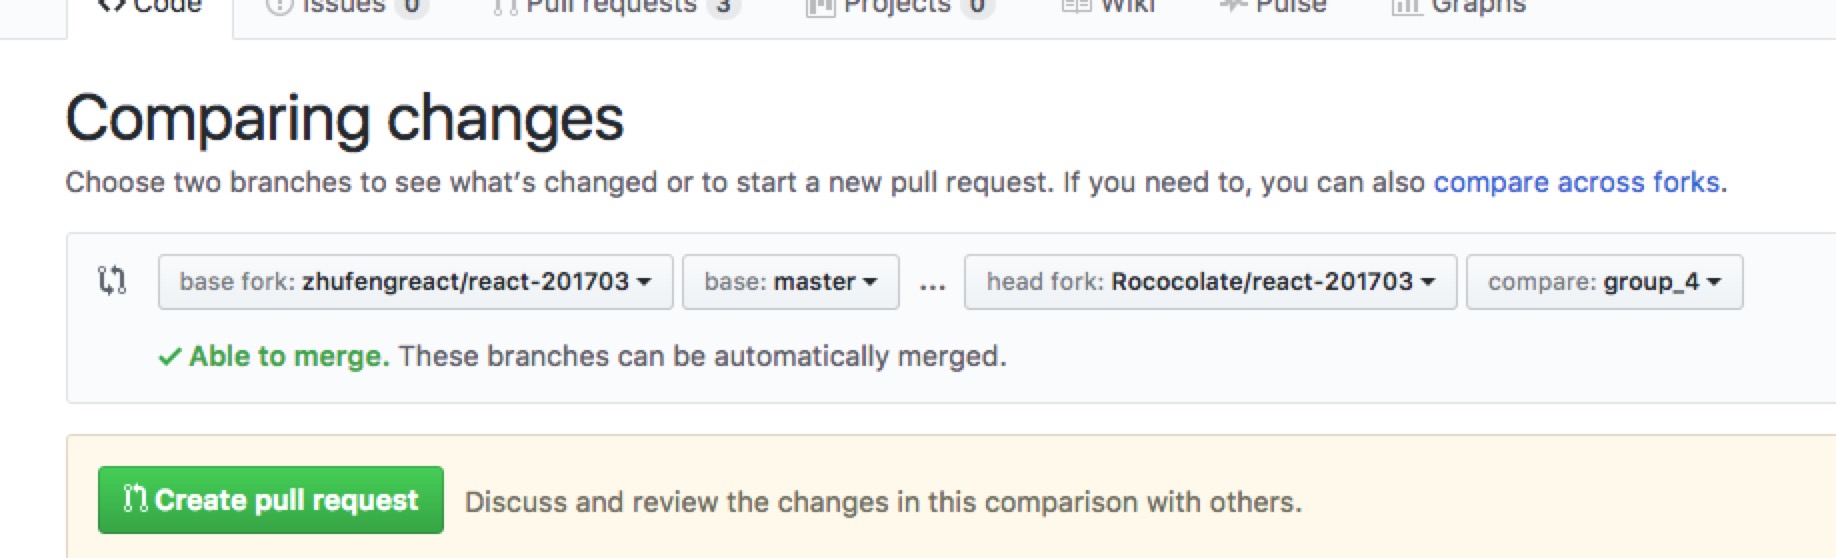 Code Issues 0 Pull requests 3 Projects 0 Wiki Pulse Graphs
Comparing changes
Choose two branches to see what's changed or to start a new pull request. If you need to, you can also compare across forks.
base fork: zhufengreact/react-201703 base: master ... head fork: Rococolate/react-201703 compare: group_4
Able to merge. These branches can be automatically merged.
Create pull request Discuss and review the changes in this comparison with others.